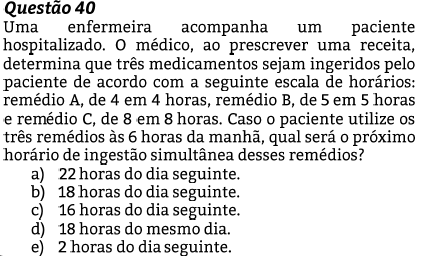 Questão 40
Uma enfermeira acompanha um paciente
hospitalizado. O médico, ao prescrever uma receita,
determina que três medicamentos sejam ingeridos pelo
paciente de acordo com a seguinte escala de horários:
remédio A, de 4 em 4 horas, remédio B, de 5 em 5 horas
e remédio C, de 8 em 8 horas. Caso o paciente utilize os
três remédios às 6 horas da manhã, qual será o próximo
horário de ingestão simultânea desses remédios?
a) 22 horas do dia seguinte.
b) 18 horas do dia seguinte.
c) 16 horas do dia seguinte.
d) 18 horas do mesmo dia.
e) 2 horas do dia seguinte.